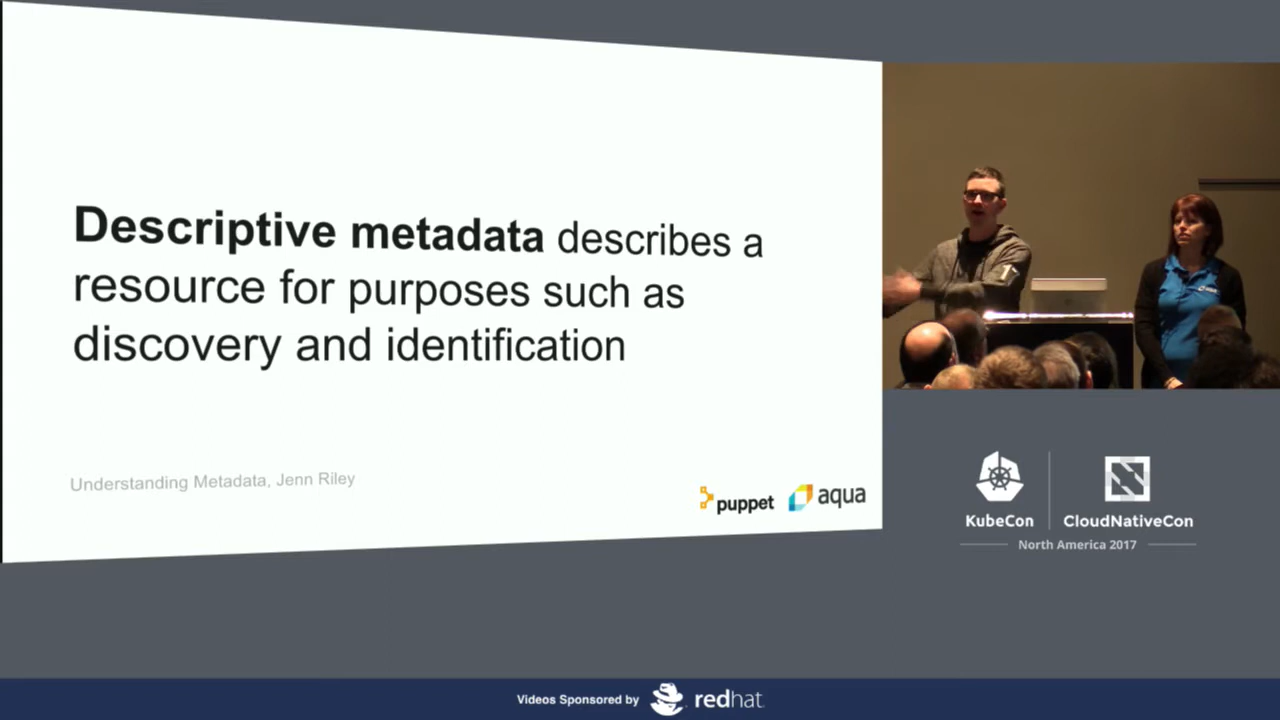 Descriptive metadata describes a
resource for purposes such as
discovery and identification
Understanding Metadata, Jenn Riley
puppet
aqua
KubeCon
CloudNativeCon
North America 2017
Videos Sponsored by redhat.